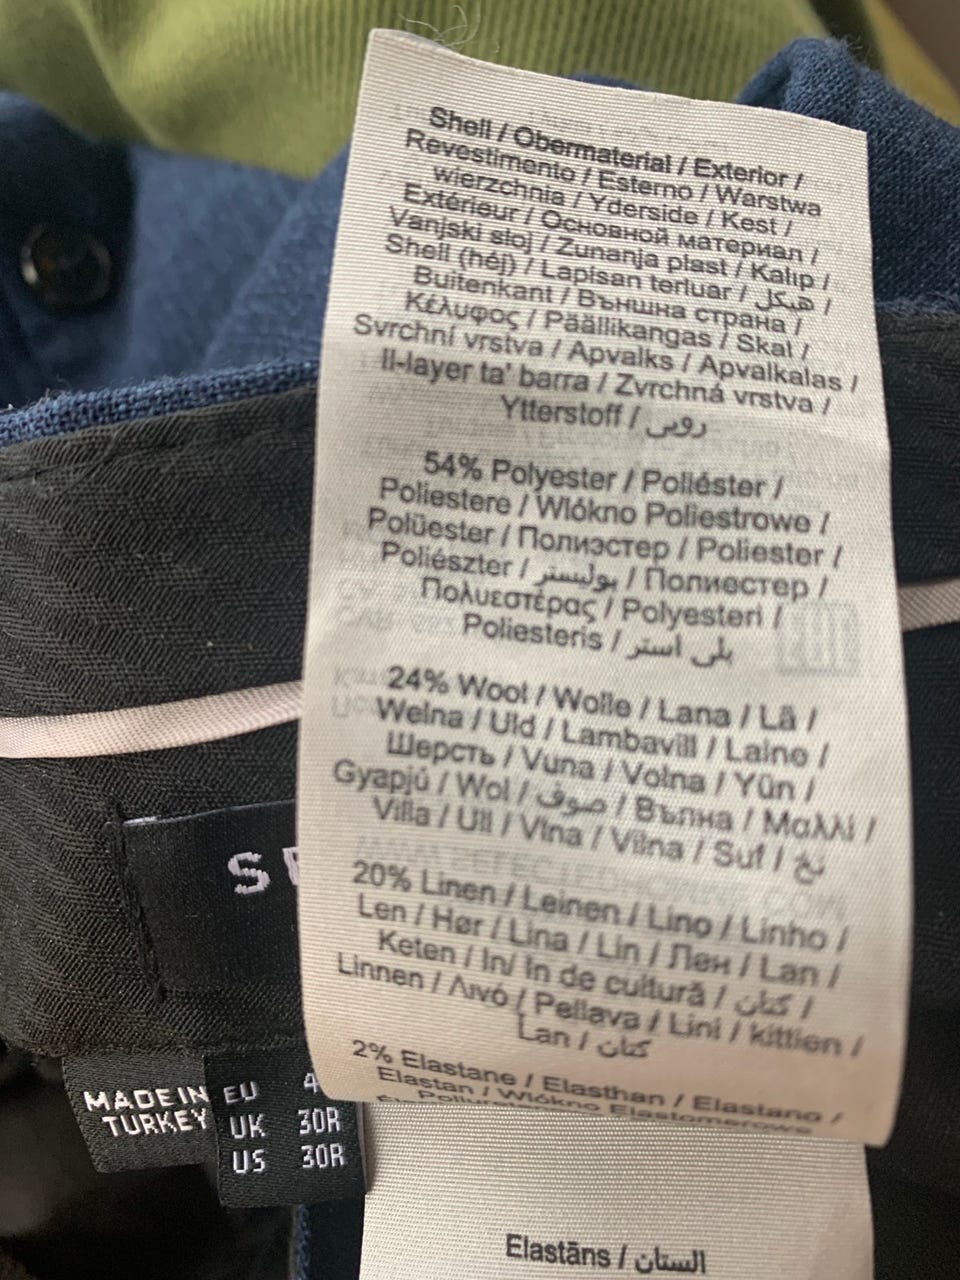 Shell / Obermaterial / Exterior /
Revestimento / Esterno / Warstwa
wierzchnia / Yderside / Kest /
Extérieur / Основной материал /
Vanjski sloj / Zunanja plast / Kalıp /
Shell (héj) / Lapisan terluar / هيكل /
Buitenkant / Външна страна /
Κέλυφος / Päällikangas / Skal /
Svrchní vrstva / Apvalks / Apvalkalas /
Il-layer ta' barra / Zvrchná vrstva /
Ytterstoff / رویی
54% Polyester / Poliéster /
Poliestere / Wlókno Poliestrowe /
Polüester / Полиэстер / Poliester /
Poliészter / بوليستر / Полиестер /
Πολυεστέρας / Polyesteri /
Poliesteris / پلی استر
24% Wool / Wolle / Lana / Lã /
Wełna / Uld / Lambavill / Laine /
Шерсть / Vuna / Volna / Yün /
Gyapjú / Wol / صوف / Вълна / Μαλλί /
Villa / Ull / Vlna / Vilna / Suf / نخ
20% Linen / Leinen / Lino / Linho /
Len / Hør / Lina / Lin / Лен / Lan /
Keten / In/ In de cultură / كتان /
Linnen / Λινό / Pellava / Lini / kittien /
Lan / كتان
2% Elastane / Elasthan / Elastano /
Elastan / Wlókno Elastomerowe
Elastāns / الستان
S
MADE IN
TURKEY
EU 4
UK 30R
US 30R